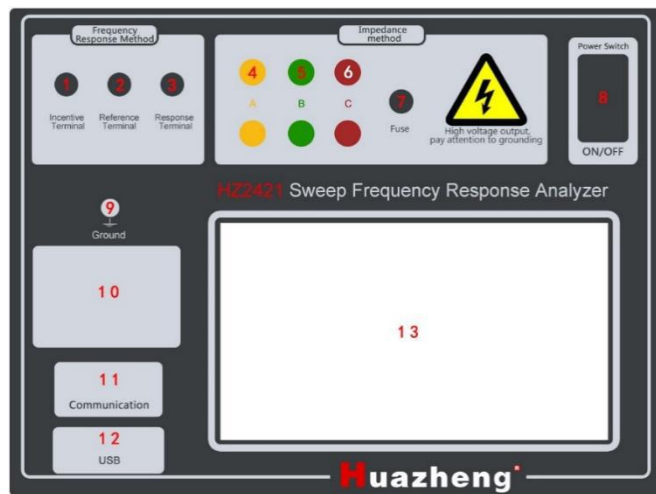 Frequency
Response Method
1
2
3
Incentive
Terminal
Reference
Terminal
Response
Terminal
Impedance
method
4
5
6
A
B
C
7
Fuse
High voltage output,
pay attention to grounding
Power Switch
8
ON/OFF
HZ2421 Sweep Frequency Response Analyzer
9
Ground
10
11
Communication
12
USB
13
Huazheng